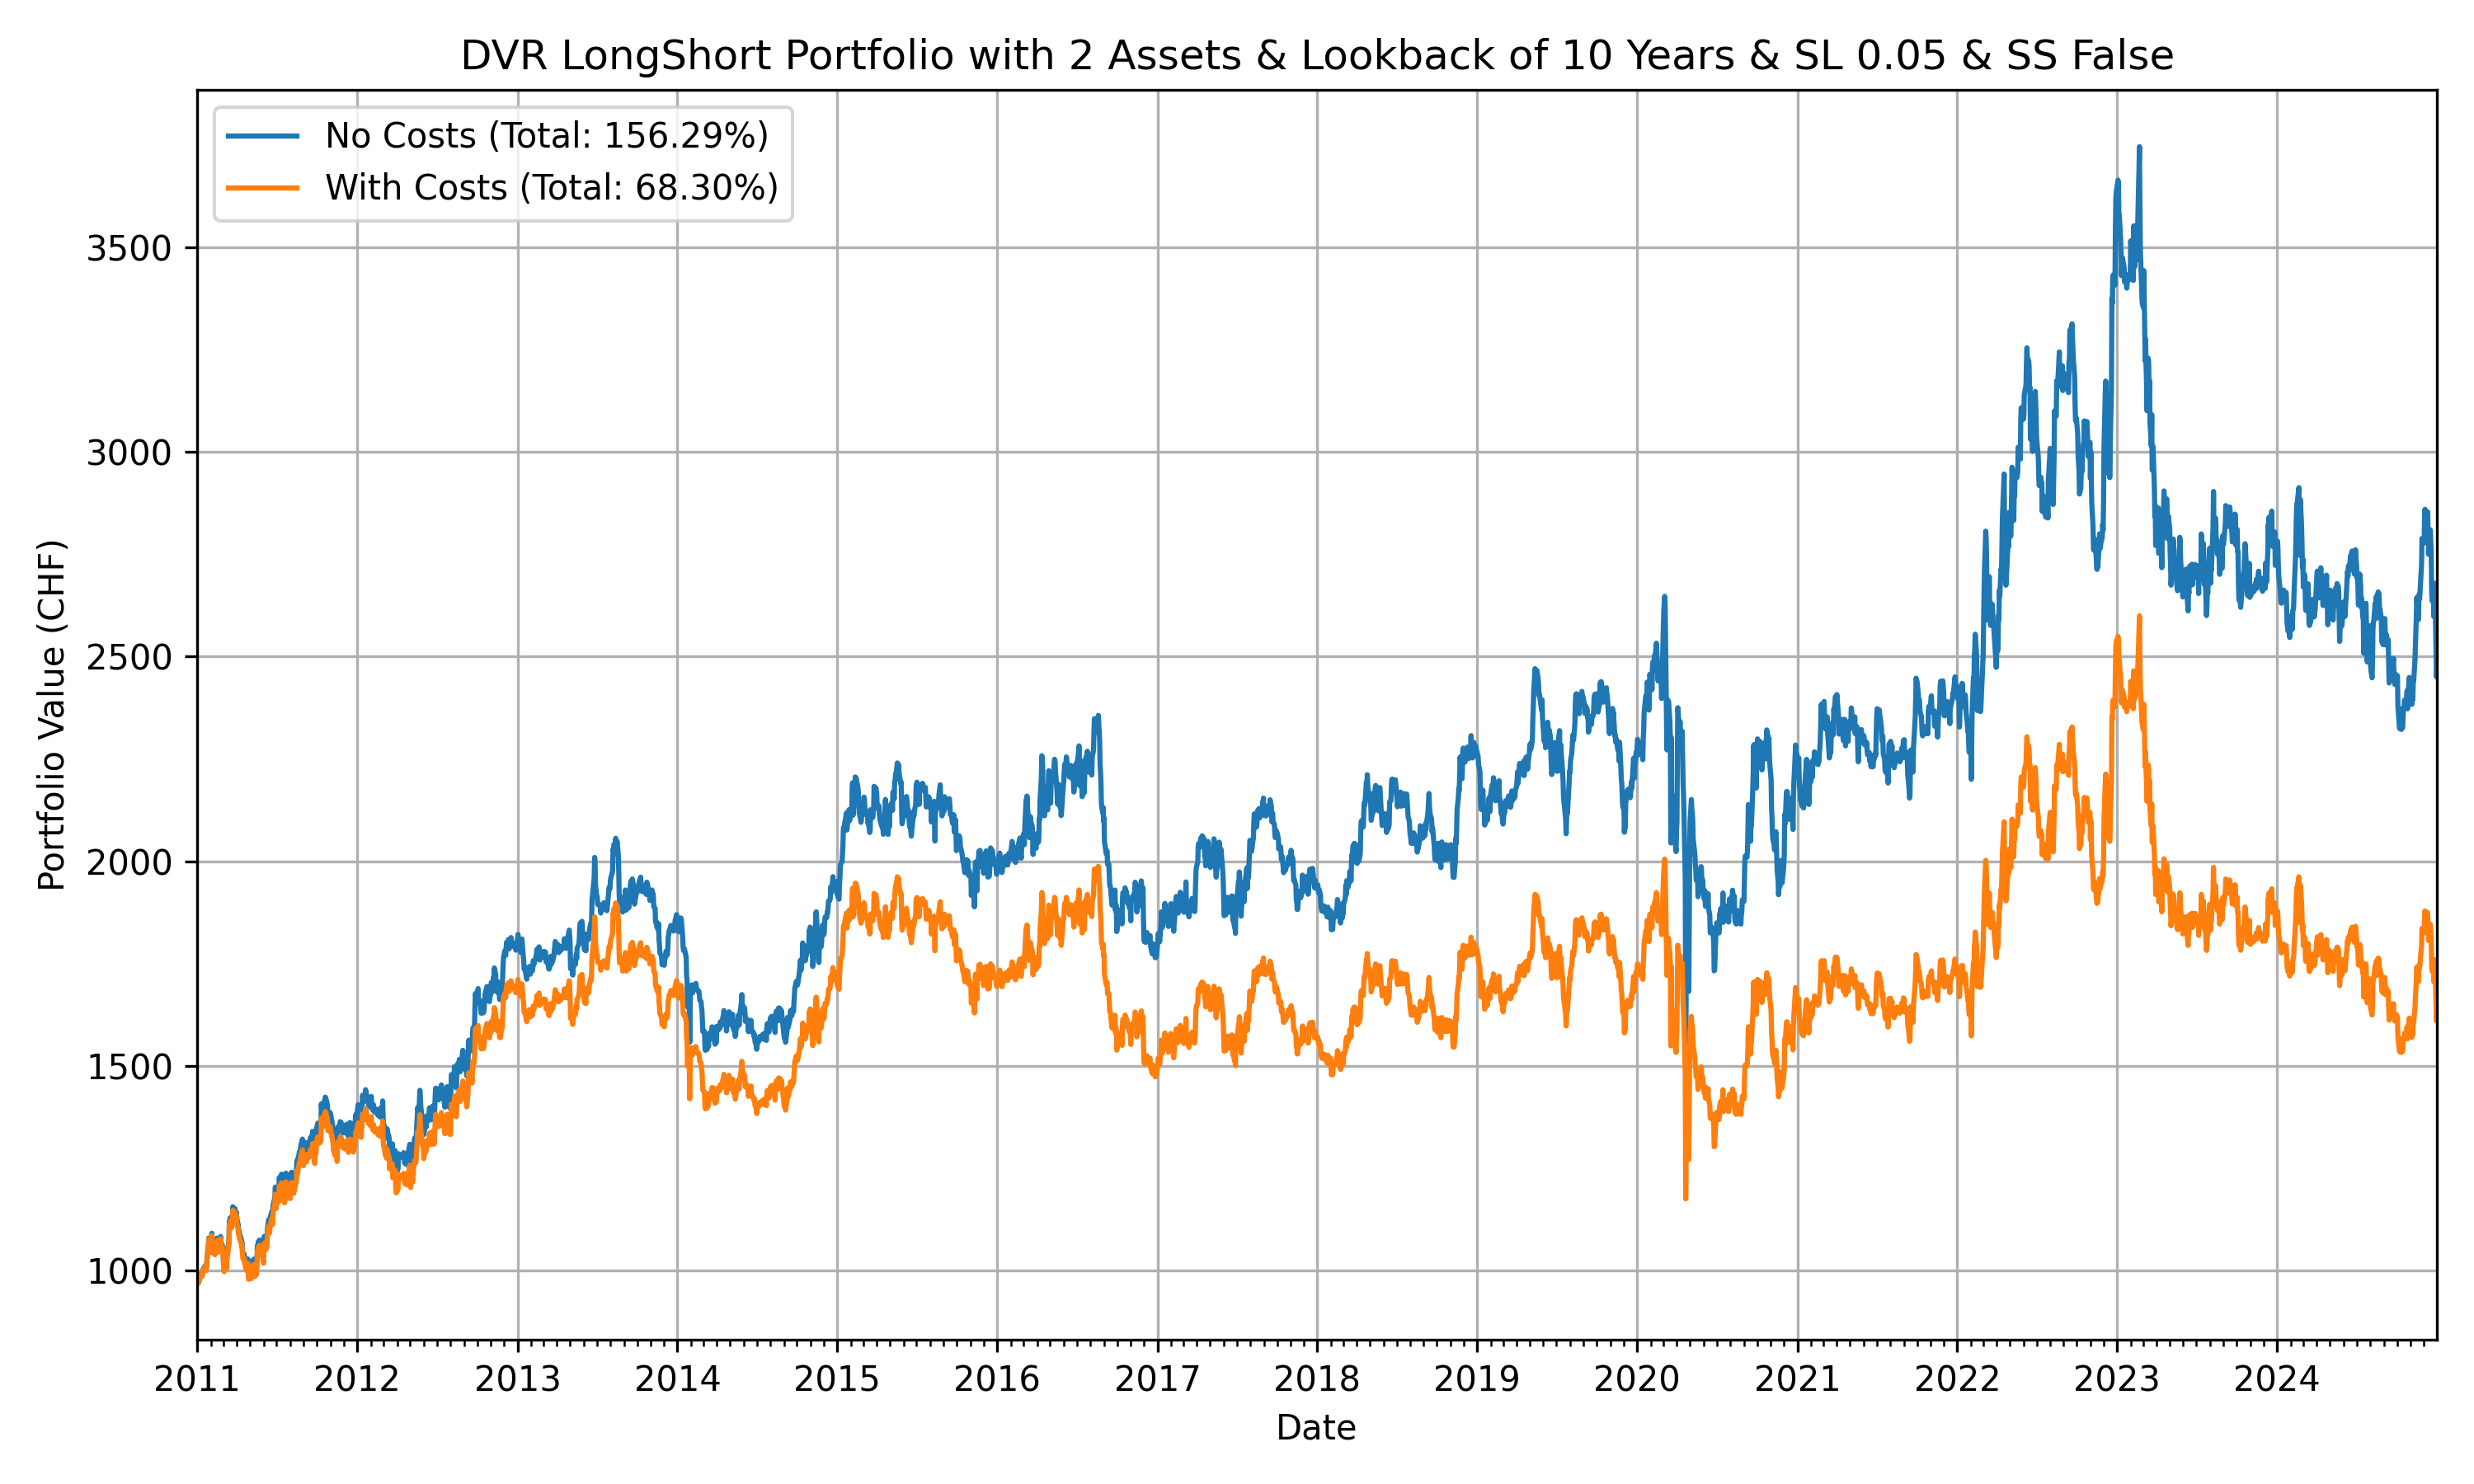 DVR LongShort Portfolio with 2 Assets & Lookback of 10 Years & SL 0.05 & SS False
No Costs (Total: 156.29%)
With Costs (Total: 68.30%)
3500
3000
2500
2000
1500
1000
Portfolio Value (CHF)
2011 2012 2013 2014 2015 2016 2017 2018 2019 2020 2021 2022 2023 2024
Date